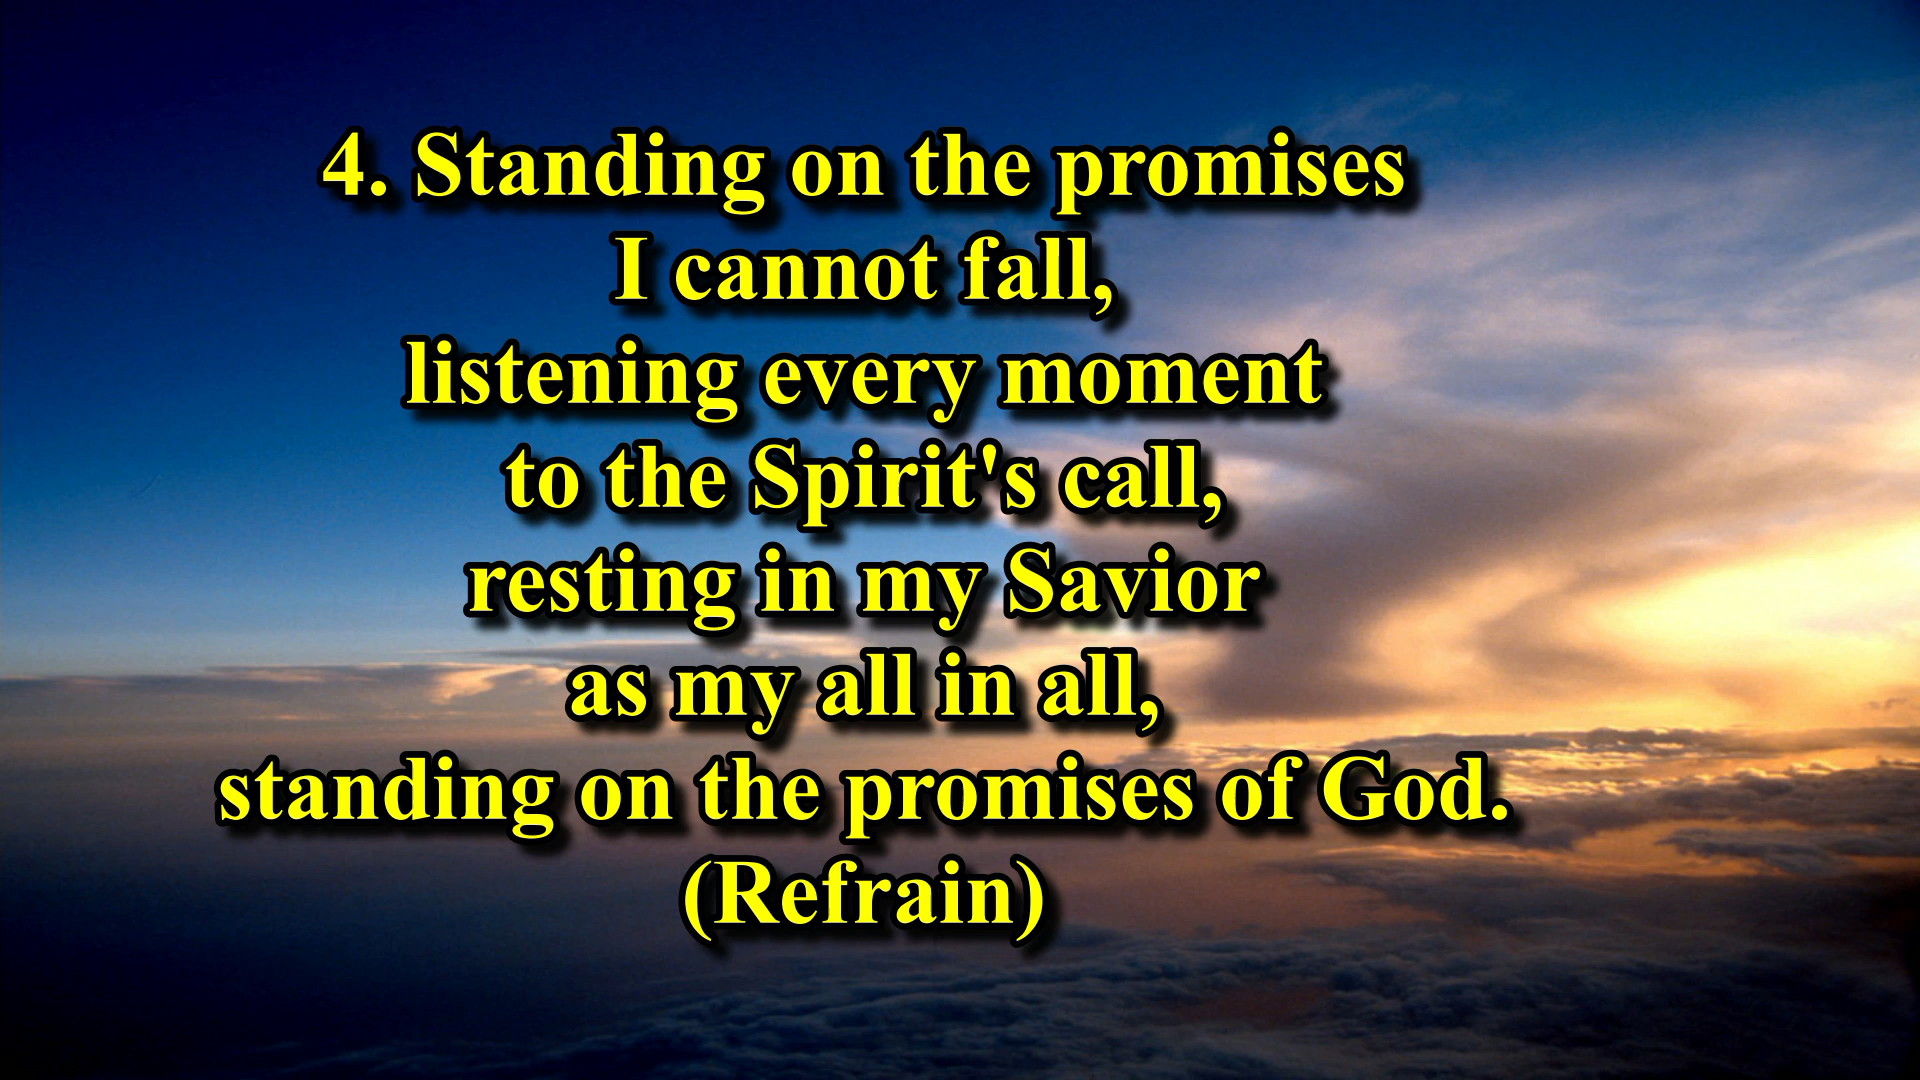 4. Standing on the promises
I cannot fall,
listening every moment
to the Spirit's call,
resting in my Savior
as my all in all,
standing on the promises of God.
(Refrain)